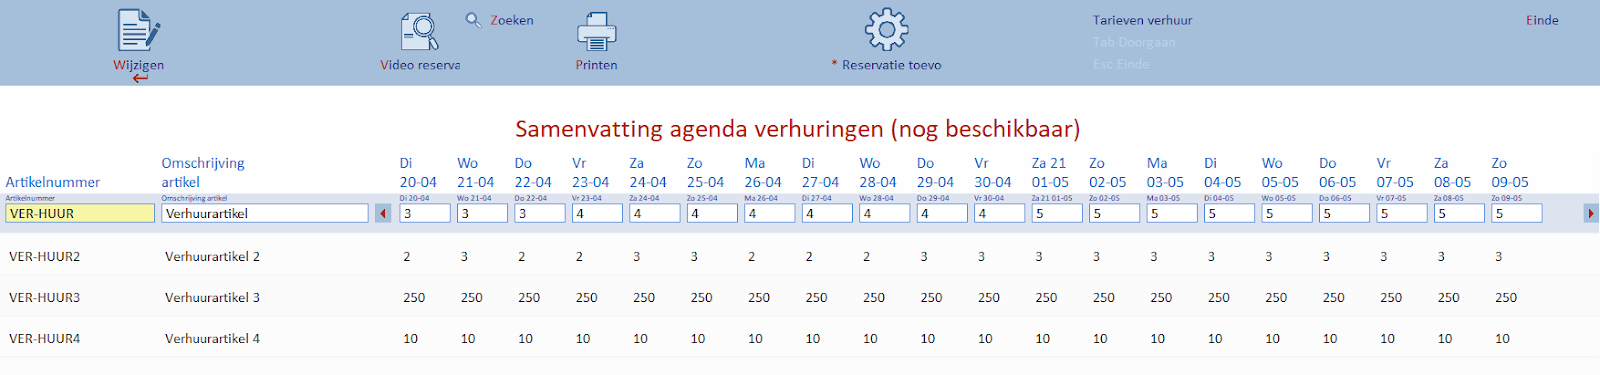 Zoeken
Tarieven verhuur
Einde
Tab Doorgaan
Wijzigen
Video reserva
Printen
* Reservatie toevo
Esc Einde
Samenvatting agenda verhuringen (nog beschikbaar)
Omschrijving Di Wo Do Vr Za Zo Ma Di Wo Do Vr Za 21 Zo Ma Di Wo Do Vr Za Zo
Artikelnummer artikel 20-04 21-04 22-04 23-04 24-04 25-04 26-04 27-04 28-04 29-04 30-04 01-05 02-05 03-05 04-05 05-05 06-05 07-05 08-05 09-05
Artikelnummer Omschrijving artikel Di 20-04 Wo 21-04 Do 22-04 Vr 23-04 Za 24-04 Zo 25-04 Ma 26-04 Di 27-04 Wo 28-04 Do 29-04 Vr 30-04 Za 21 01-05 Zo 02-05 Ma 03-05 Di 04-05 Wo 05-05 Do 06-05 Vr 07-05 Za 08-05 Zo 09-05
VER-HUUR Verhuurartikel 3 3 3 4 4 4 4 4 4 4 4 5 5 5 5 5 5 5 5 5
VER-HUUR2 Verhuurartikel 2 2 3 2 2 3 3 2 2 2 3 3 3 3 3 3 3 3 3 3 3
VER-HUUR3 Verhuurartikel 3 250 250 250 250 250 250 250 250 250 250 250 250 250 250 250 250 250 250 250 250
VER-HUUR4 Verhuurartikel 4 10 10 10 10 10 10 10 10 10 10 10 10 10 10 10 10 10 10 10 10